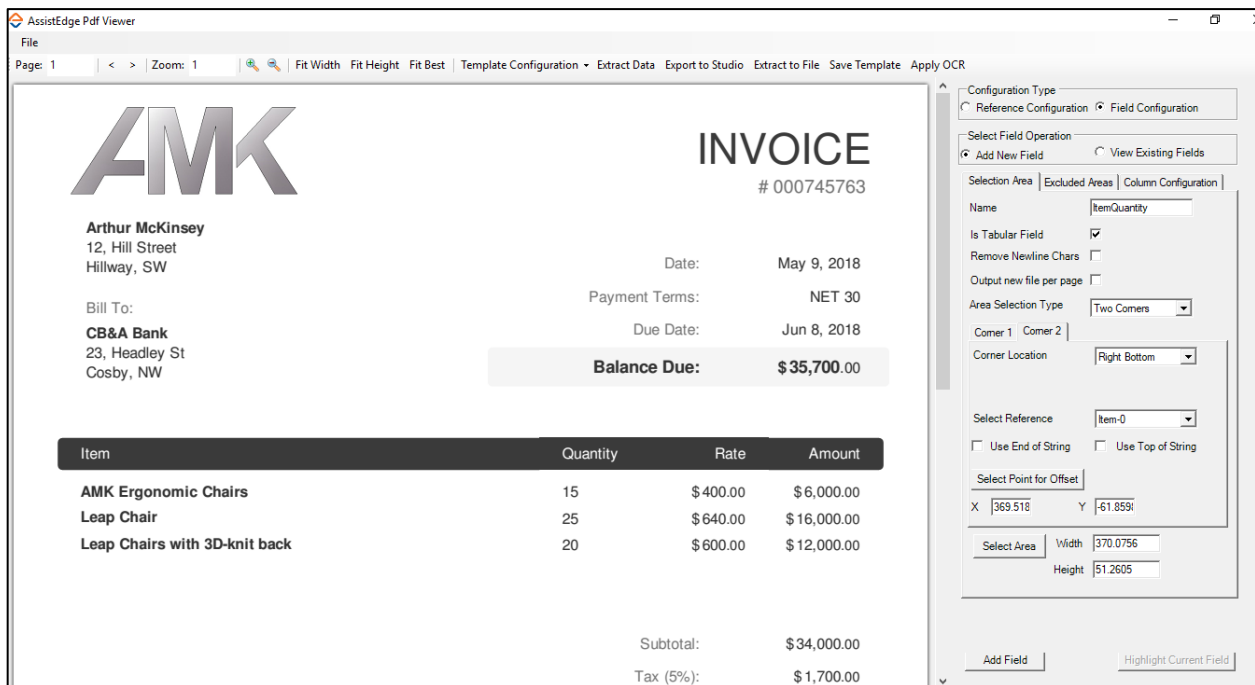 AssistEdge Pdf Viewer
File
Page: 1 < > Zoom: 1 Fit Width Fit Height Fit Best Template Configuration Extract Data Export to Studio Extract to File Save Template Apply OCR
AMK
INVOICE
# 000745763
Arthur McKinsey
12, Hill Street
Hillway, SW
Bill To:
CB&A Bank
23, Headley St
Cosby, NW
Date: May 9, 2018
Payment Terms: NET 30
Due Date: Jun 8, 2018
Balance Due: $35,700.00
Item Quantity Rate Amount
AMK Ergonomic Chairs 15 $400.00 $6,000.00
Leap Chair 25 $640.00 $16,000.00
Leap Chairs with 3D-knit back 20 $600.00 $12,000.00
Subtotal: $34,000.00
Tax (5%): $1,700.00
Configuration Type
Reference Configuration Field Configuration
Select Field Operation
Add New Field View Existing Fields
Selection Area Excluded Areas Column Configuration
Name ItemQuantity
Is Tabular Field
Remove Newline Chars
Output new file per page
Area Selection Type Two Corners
Corner 1 Corner 2
Corner Location Right Bottom
Select Reference Item-0
Use End of String Use Top of String
Select Point for Offset
X 369.518 Y -61.859
Select Area Width 370.0756
Height 51.2605
Add Field Highlight Current Field